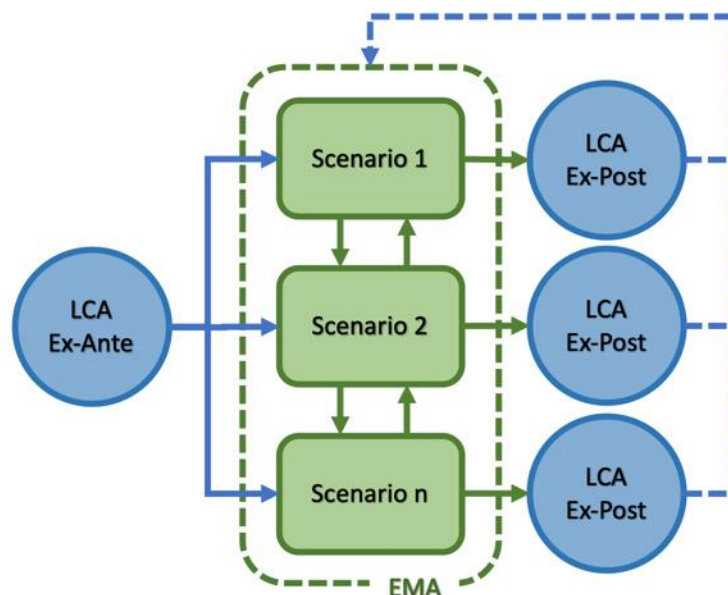 Scenario 1
LCA
Ex-Post
LCA
Ex-Ante
Scenario 2
LCA
Ex-Post
Scenario n
LCA
Ex-Post
EMA